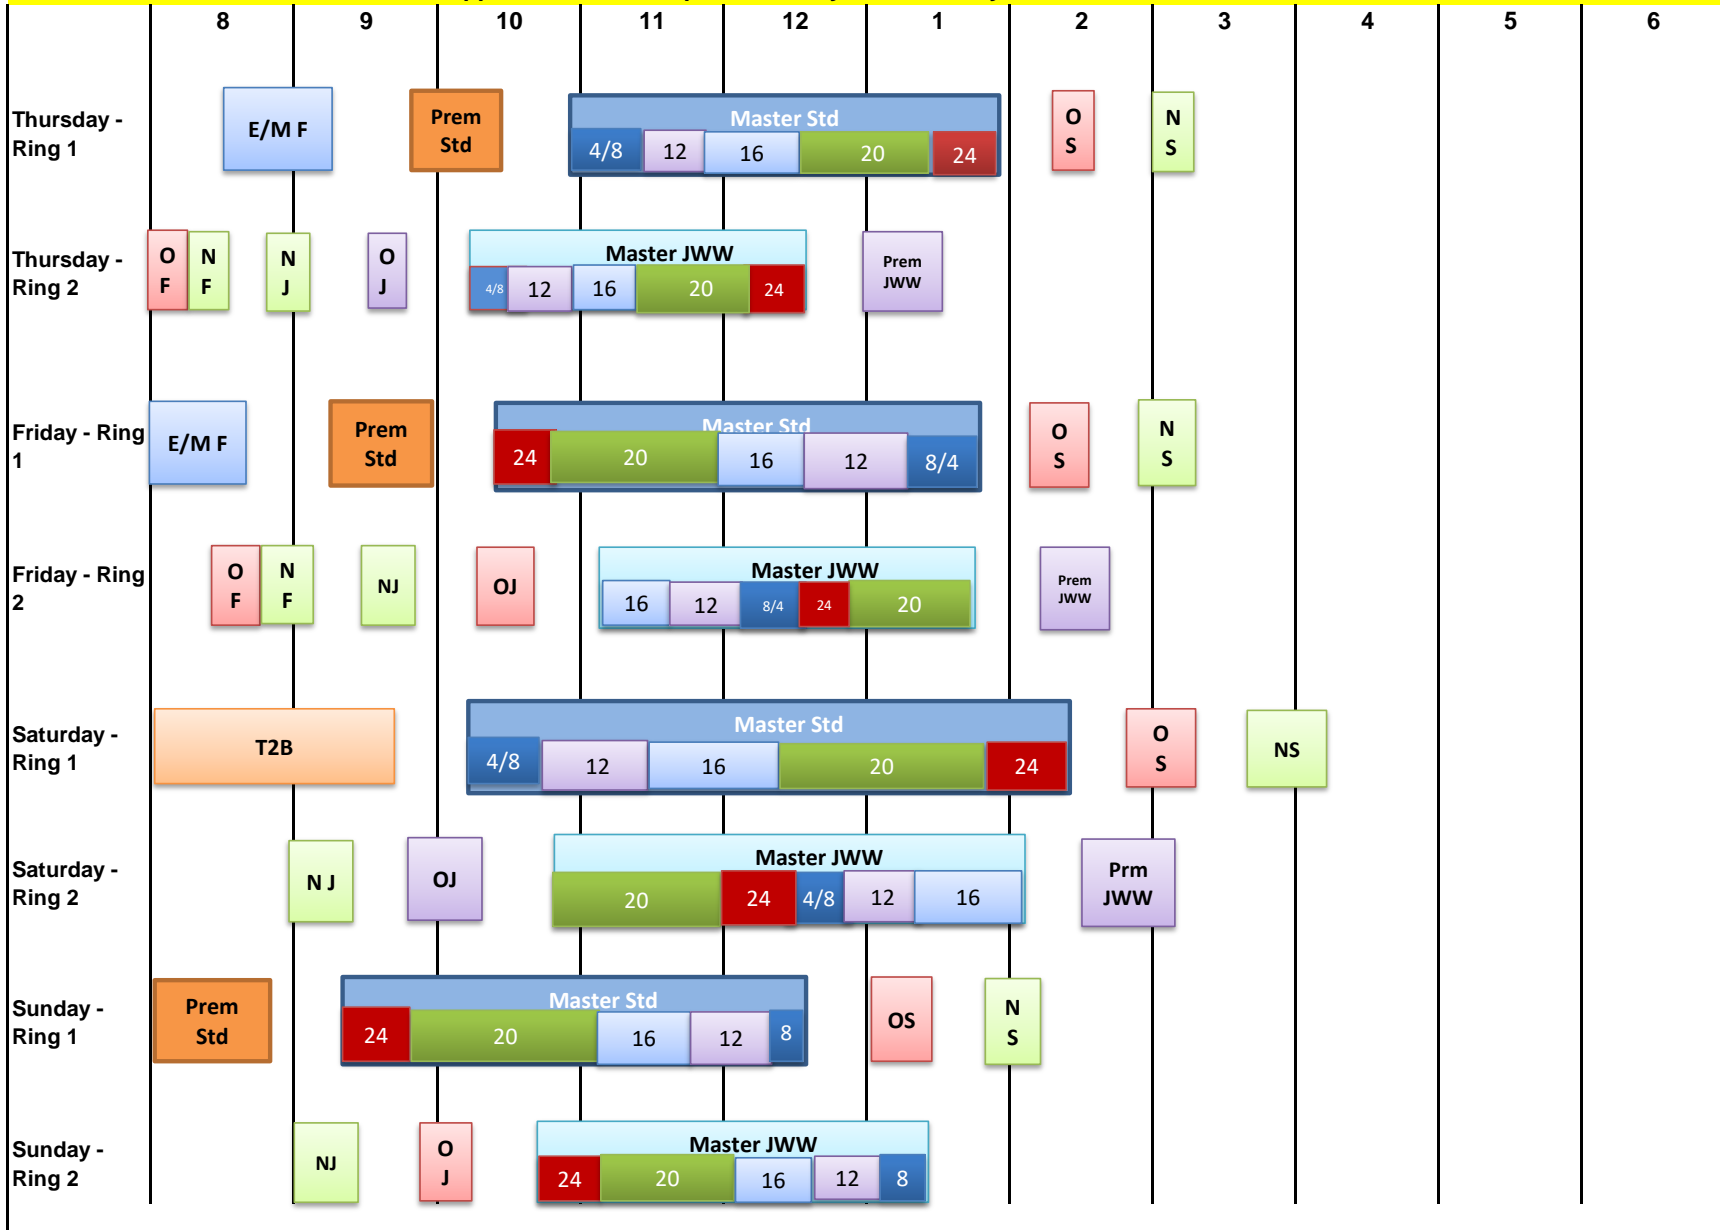 8 9 10 11 12 1 2 3 4 5 6
Thursday -
Ring 1
E/M F
Prem
Std
Master Std
4/8 12 16 20 24
O
S
N
S
Thursday -
Ring 2
O
F
N
F
N
J
O
J
Master JWW
4/8 12 16 20 24
Prem
JWW
Friday - Ring
1
E/M F
Prem
Std
Master Std
24 20 16 12 8/4
O
S
N
S
Friday - Ring
2
O
F
N
F
NJ
OJ
Master JWW
16 12 8/4 24 20
Prem
JWW
Saturday -
Ring 1
T2B
Master Std
4/8 12 16 20 24
O
S
NS
Saturday -
Ring 2
N J
OJ
Master JWW
20 24 4/8 12 16
Prm
JWW
Sunday -
Ring 1
Prem
Std
Master Std
24 20 16 12 8
OS
N
S
Sunday -
Ring 2
NJ
O
J
Master JWW
24 20 16 12 8